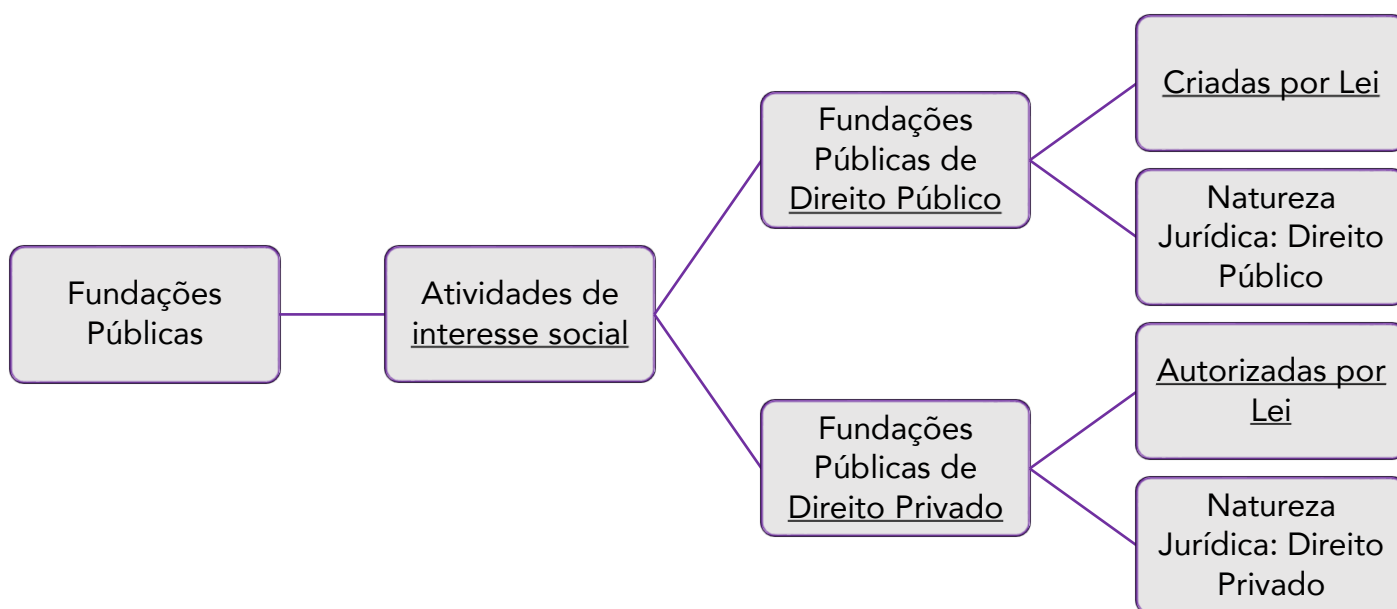 Fundações
Públicas
Atividades de
interesse social
Fundações
Públicas de
Direito Público
Criadas por Lei
Natureza
Jurídica: Direito
Público
Fundações
Públicas de
Direito Privado
Autorizadas por
Lei
Natureza
Jurídica: Direito
Privado